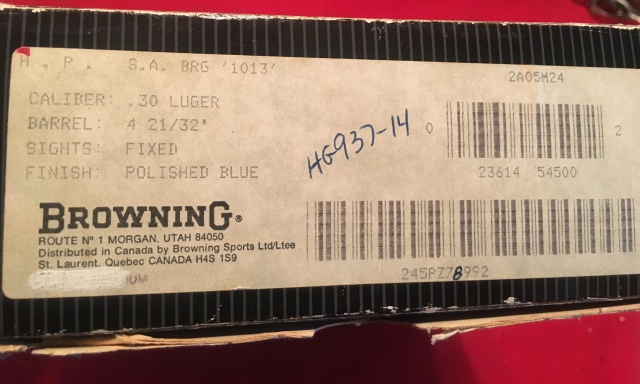 H.P. S.A. BRG '1013'
2A05M24
CALIBER: .30 LUGER
BARREL: 4 21/32"
SIGHTS: FIXED
FINISH: POLISHED BLUE
HG937-14
0 2
23614 54500
BROWNING®
ROUTE Nº 1 MORGAN, UTAH 84050
Distributed in Canada by Browning Sports Ltd/Ltee
St. Laurent, Quebec CANADA H4S 1S9
245PZ78992